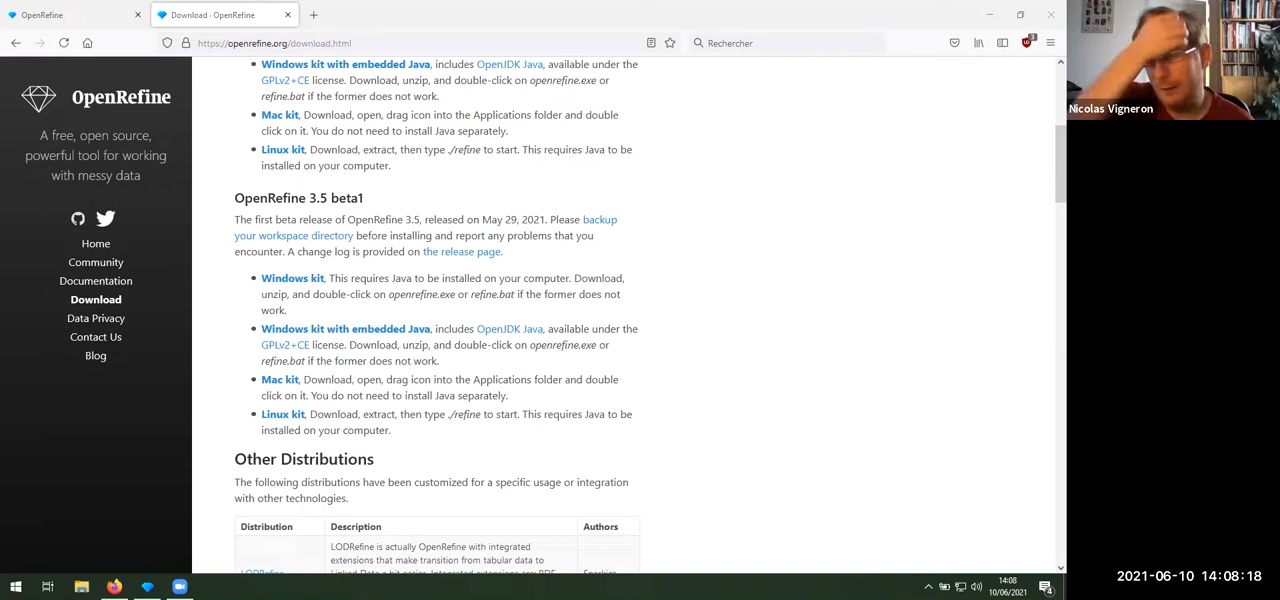 OpenRefine
Download · OpenRefine
https://openrefine.org/download.html
Rechercher
3
OpenRefine
A free, open source,
powerful tool for working
with messy data
Home
Community
Documentation
Download
Data Privacy
Contact Us
Blog
Windows kit with embedded Java, includes OpenJDK Java, available under the
GPLv2+CE license. Download, unzip, and double-click on openrefine.exe or
refine.bat if the former does not work.
Mac kit, Download, open, drag icon into the Applications folder and double
click on it. You do not need to install Java separately.
Linux kit, Download, extract, then type ./refine to start. This requires Java to be
installed on your computer.
OpenRefine 3.5 beta1
The first beta release of OpenRefine 3.5, released on May 29, 2021. Please backup
your workspace directory before installing and report any problems that you
encounter. A change log is provided on the release page.
Windows kit, This requires Java to be installed on your computer. Download,
unzip, and double-click on openrefine.exe or refine.bat if the former does not
work.
Windows kit with embedded Java, includes OpenJDK Java, available under the
GPLv2+CE license. Download, unzip, and double-click on openrefine.exe or
refine.bat if the former does not work.
Mac kit, Download, open, drag icon into the Applications folder and double
click on it. You do not need to install Java separately.
Linux kit, Download, extract, then type ./refine to start. This requires Java to be
installed on your computer.
Other Distributions
The following distributions have been customized for a specific usage or integration
with other technologies.
Distribution Description Authors
LODRefine is actually OpenRefine with integrated
extensions that make transition from tabular data to
Nicolas Vigneron
14:08
10/06/2021
4
2021-06-10 14:08:18